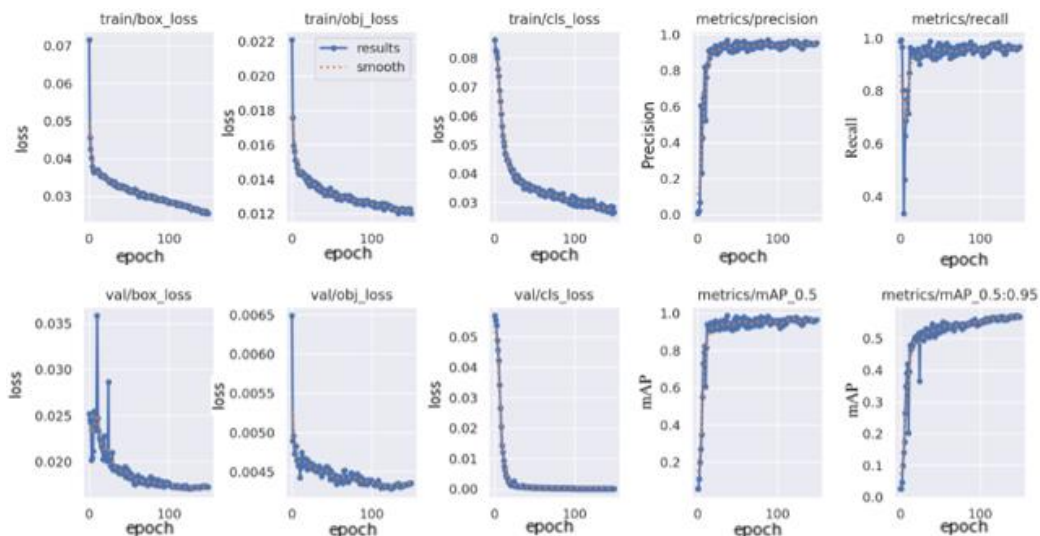 train/box_loss
0.07
0.06
0.05
0.04
0.03
loss
0
100
epoch
train/obj_loss
0.022
0.020
0.018
0.016
0.014
0.012
loss
results
smooth
0
100
epoch
train/cls_loss
0.08
0.07
0.06
0.05
0.04
0.03
loss
0
100
epoch
metrics/precision
1.0
0.8
0.6
0.4
0.2
0.0
Precision
0
100
epoch
metrics/recall
1.0
0.8
0.6
0.4
Recall
0
100
epoch
val/box_loss
0.035
0.030
0.025
0.020
loss
0
100
epoch
val/obj_loss
0.0065
0.0060
0.0055
0.0050
0.0045
loss
0
100
epoch
val/cls_loss
0.05
0.04
0.03
0.02
0.01
0.00
loss
0
100
epoch
metrics/mAP_0.5
1.0
0.8
0.6
0.4
0.2
mAP
0
100
epoch
metrics/mAP_0.5:0.95
0.5
0.4
0.3
0.2
0.1
0.0
mAP
0
100
epoch